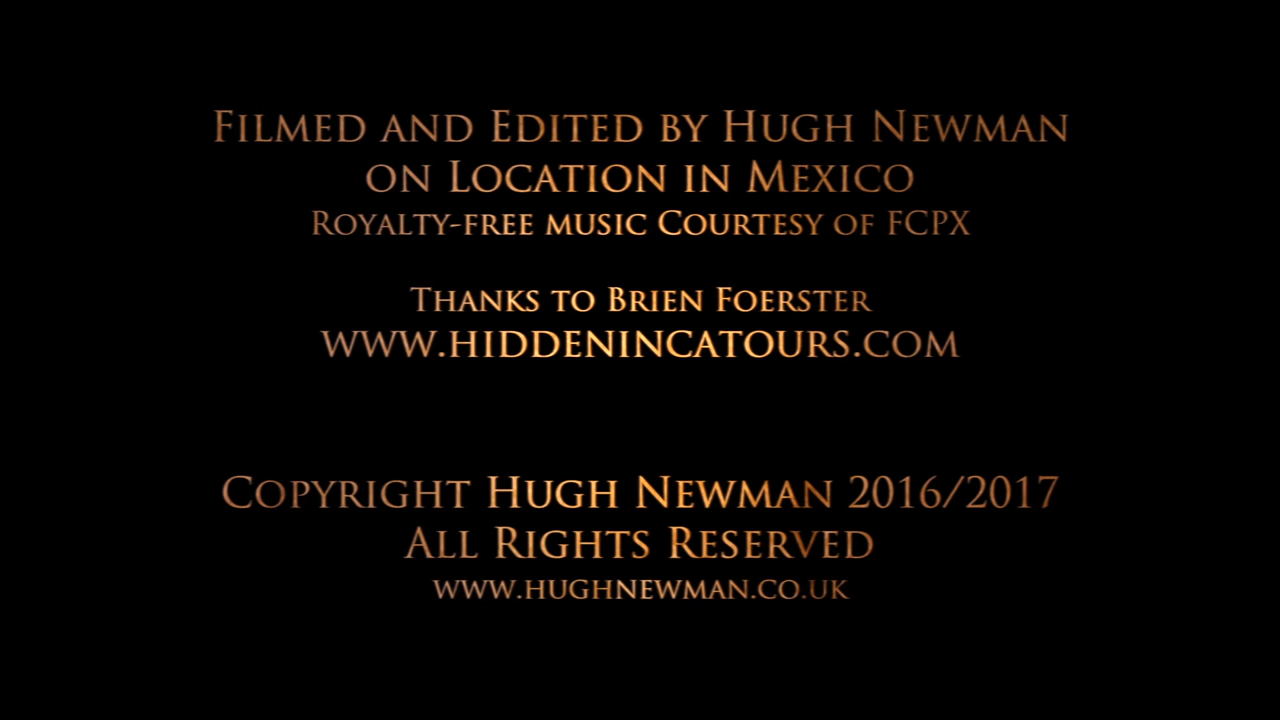 Filmed and Edited by Hugh Newman
on Location in Mexico
Royalty-free music Courtesy of FCPX
Thanks to Brien Foerster
www.hiddenincatours.com
Copyright Hugh Newman 2016/2017
All Rights Reserved
www.hughnewman.co.uk